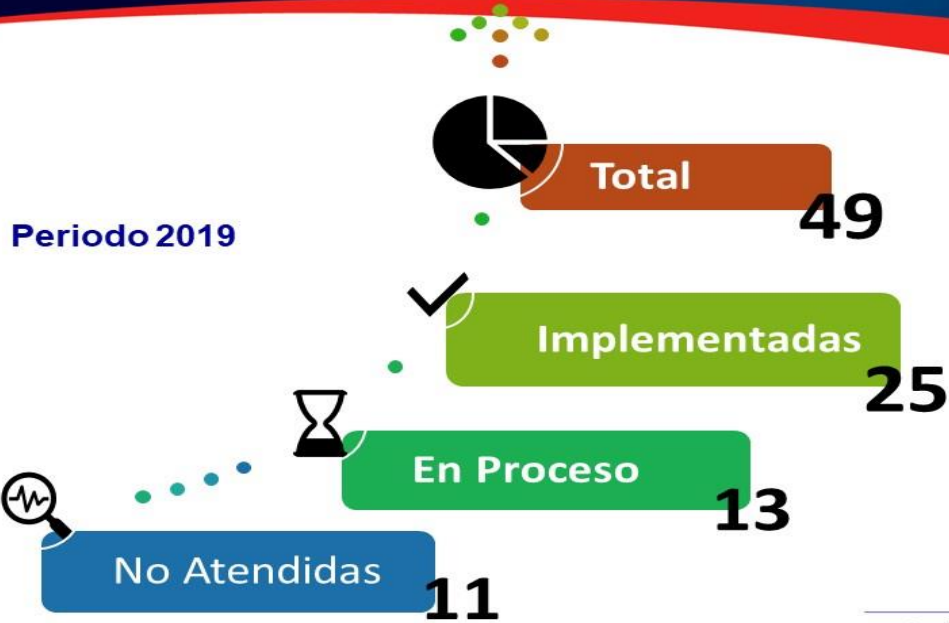 Total
49
Periodo 2019
Implementadas
25
En Proceso
13
No Atendidas
11